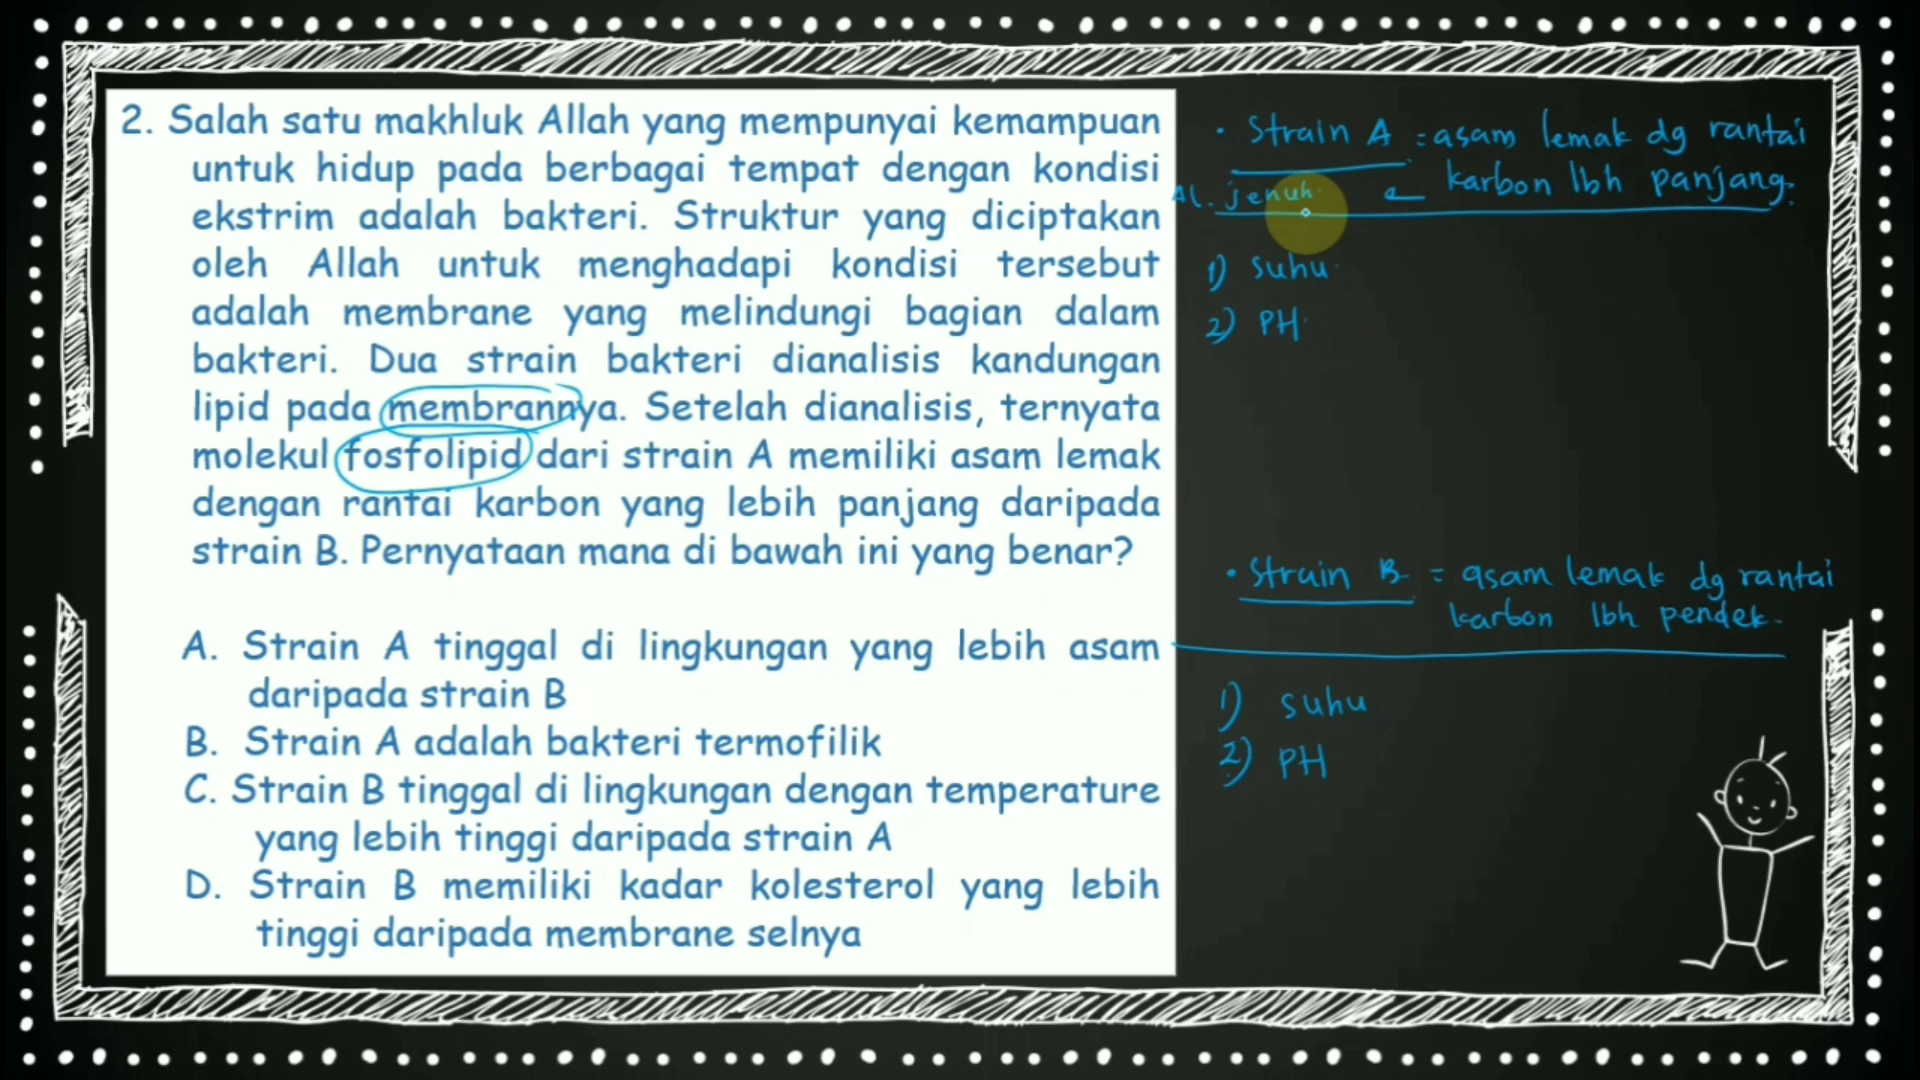 2. Salah satu makhluk Allah yang mempunyai kemampuan
untuk hidup pada berbagai tempat dengan kondisi
ekstrim adalah bakteri. Struktur yang diciptakan
oleh Allah untuk menghadapi kondisi tersebut
adalah membrane yang melindungi bagian dalam
bakteri. Dua strain bakteri dianalisis kandungan
lipid pada membrannya. Setelah dianalisis, ternyata
molekul fosfolipid dari strain A memiliki asam lemak
dengan rantai karbon yang lebih panjang daripada
strain B. Pernyataan mana di bawah ini yang benar?
A. Strain A tinggal di lingkungan yang lebih asam
daripada strain B
B. Strain A adalah bakteri termofilik
C. Strain B tinggal di lingkungan dengan temperature
yang lebih tinggi daripada strain A
D. Strain B memiliki kadar kolesterol yang lebih
tinggi daripada membrane selnya
• Strain A = asam lemak dg rantai
karbon lbh panjang.
AL. jenuh ←
1) suhu
2) PH
• Strain B = asam lemak dg rantai
karbon lbh pendek.
1) suhu
2) PH